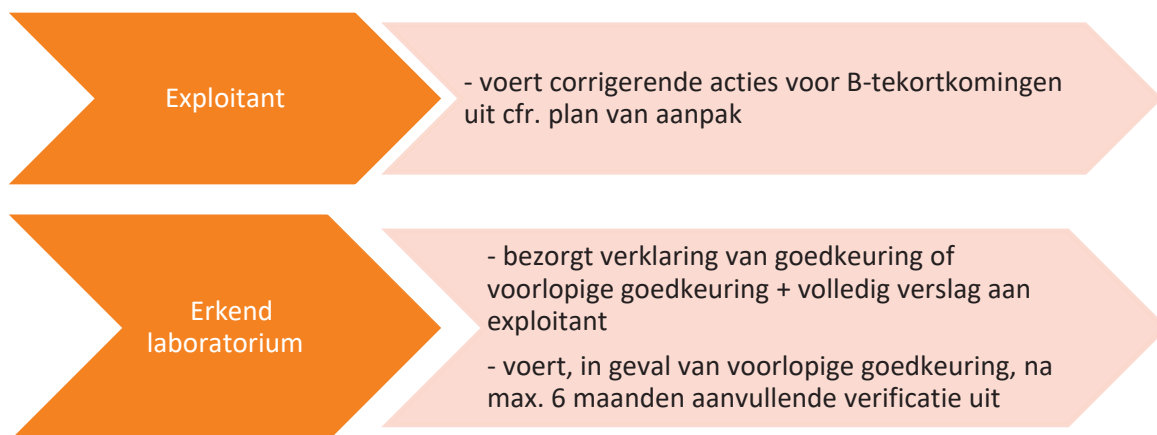 Exploitant
- voert corrigerende acties voor B-tekortkomingen
uit cfr. plan van aanpak
Erkend
laboratorium
- bezorgt verklaring van goedkeuring of
voorlopige goedkeuring + volledig verslag aan
exploitant
- voert, in geval van voorlopige goedkeuring, na
max. 6 maanden aanvullende verificatie uit